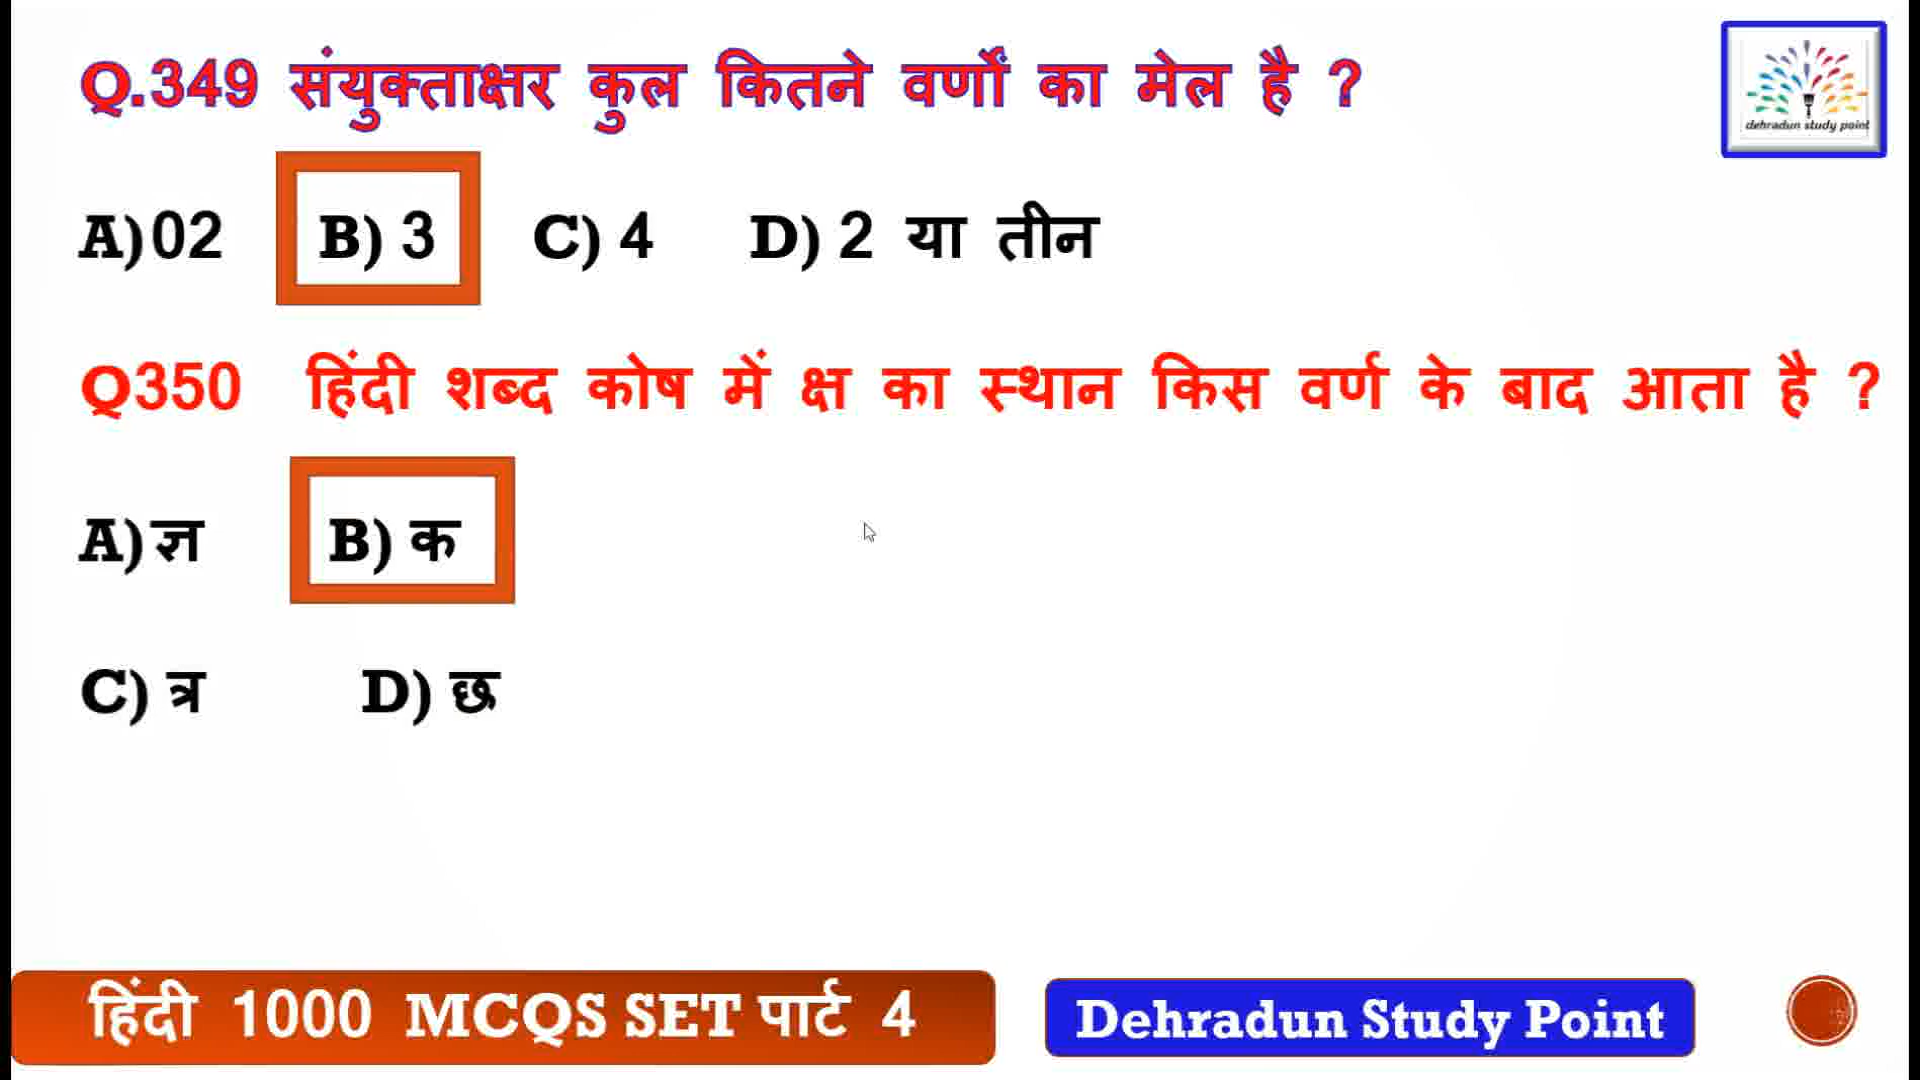 Q.349 संयुक्ताक्षर कुल कितने वर्णों का मेल है ?
dehradun study point
A)02 B) 3 C) 4 D) 2 या तीन
Q350 हिंदी शब्द कोष में क्ष का स्थान किस वर्ण के बाद आता है ?
A)ज्ञ B) क
C) त्र D) छ
हिंदी 1000 MCQS SET पार्ट 4
Dehradun Study Point